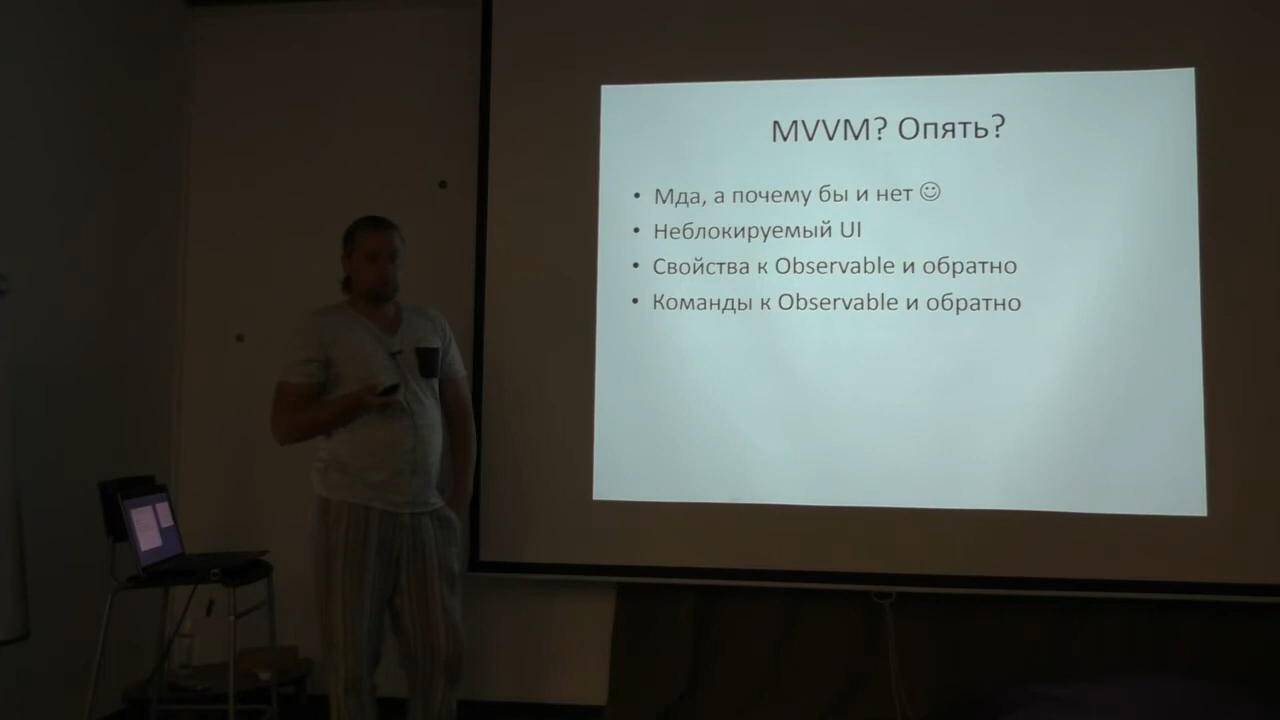 MVVM? Опять?
• Мда, а почему бы и нет ☺
• Неблокируемый UI
• Свойства к Observable и обратно
• Команды к Observable и обратно